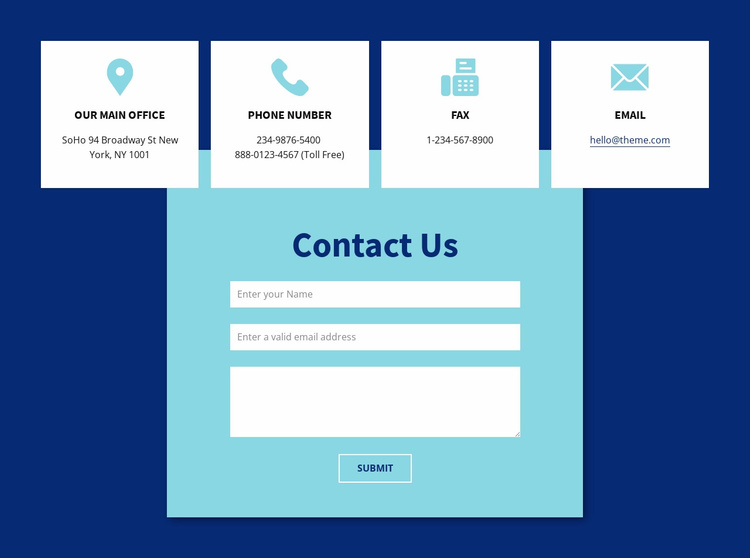 OUR MAIN OFFICE
SoHo 94 Broadway St New
York, NY 1001
PHONE NUMBER
234-9876-5400
888-0123-4567 (Toll Free)
FAX
1-234-567-8900
EMAIL
hello@theme.com
Contact Us
Enter your Name
Enter a valid email address
SUBMIT